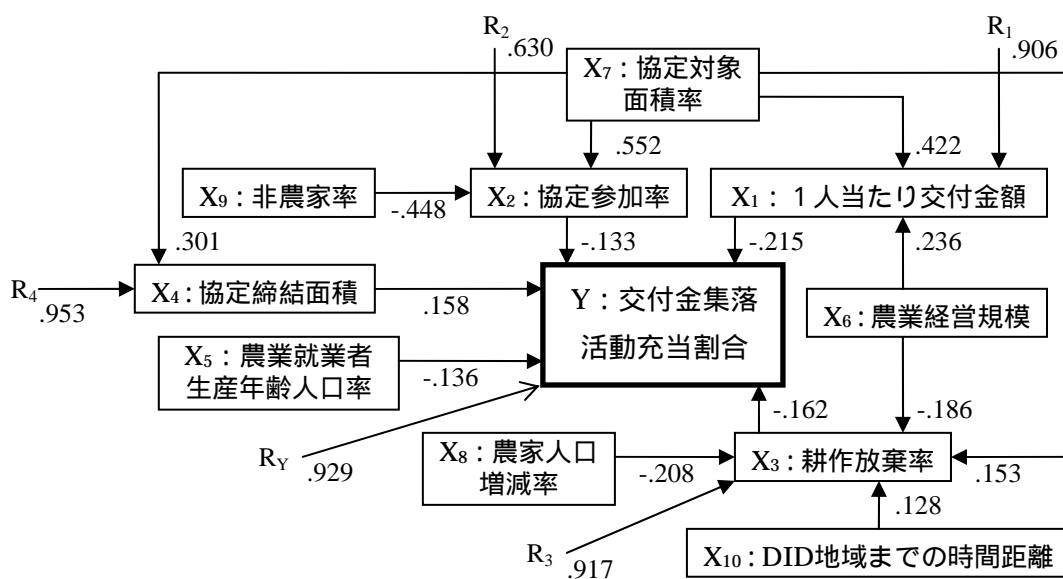 R₂
.630
R₁
.906
X₇：協定対象
面積率
.552
.422
X₉：非農家率
-.448
X₂：協定参加率
X₁：１人当たり交付金額
.301
-.133
-.215
.236
R₄
.953
X₄：協定締結面積
.158
Y：交付金集落
活動充当割合
X₆：農業経営規模
X₅：農業就業者
生産年齢人口率
-.136
-.162
-.186
R_Y
.929
X₈：農家人口
増減率
-.208
X₃：耕作放棄率
.153
.128
R₃
.917
X₁₀：DID地域までの時間距離